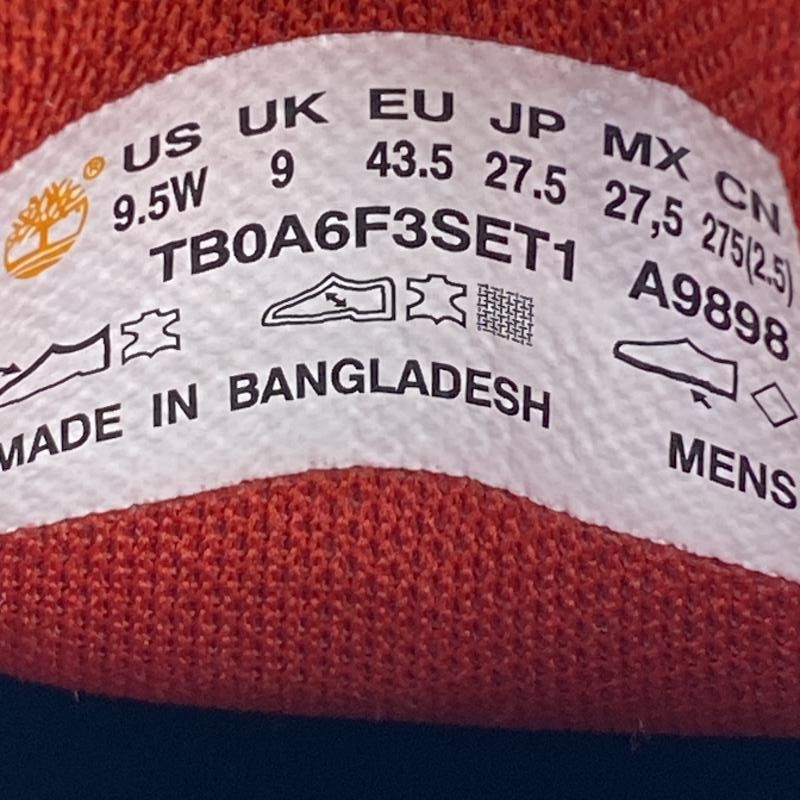 US UK EU JP MX CN
9.5W 9 43.5 27.5 27,5 275(2.5)
TB0A6F3SET1 A9898
MADE IN BANGLADESH MENS
®